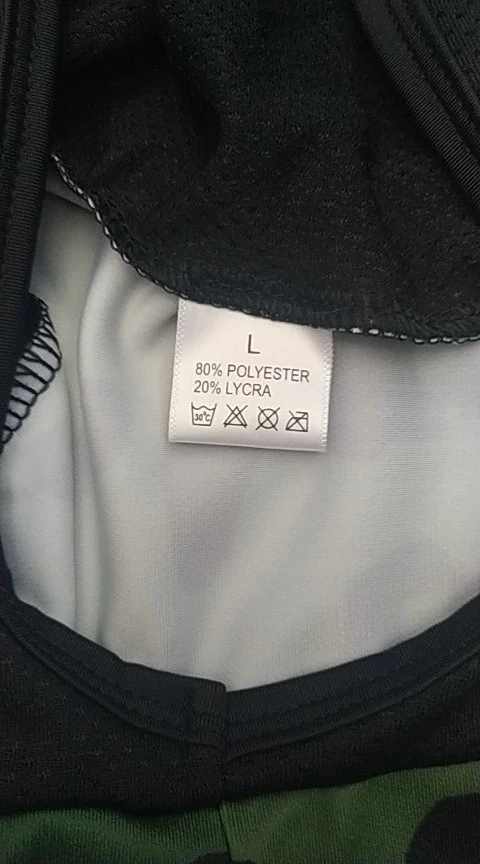 L
80% POLYESTER
20% LYCRA
30°C